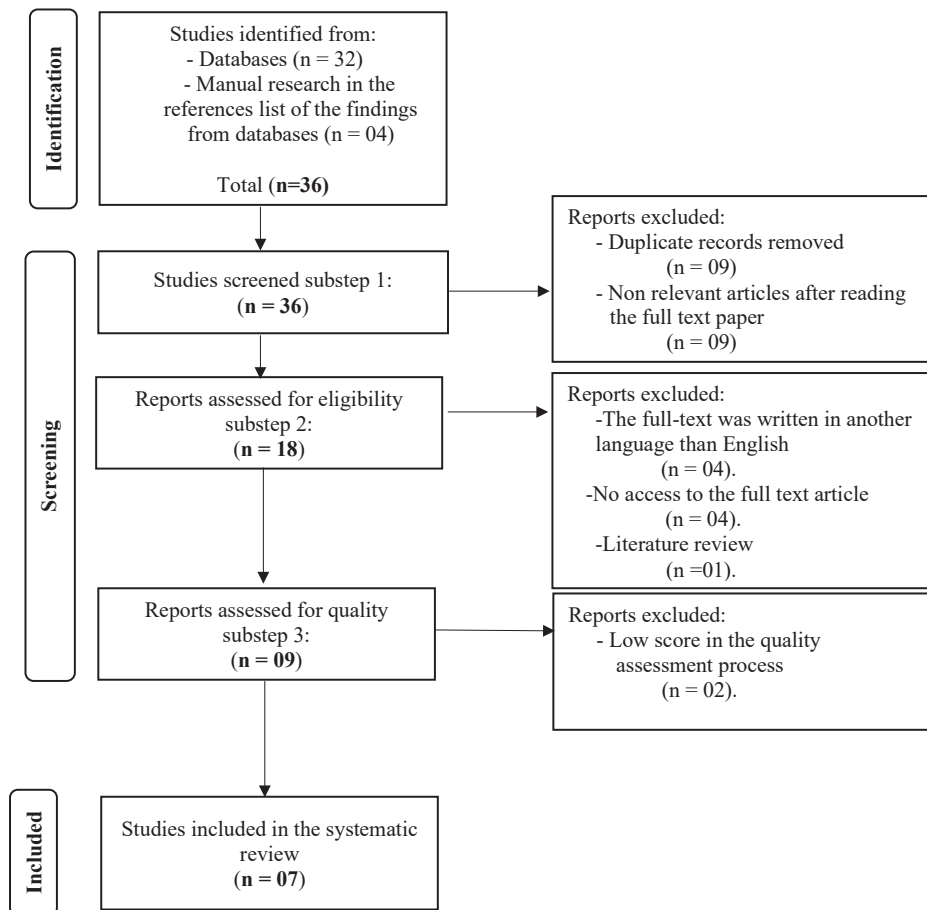 Identification
Studies identified from:
- Databases (n = 32)
- Manual research in the
references list of the findings
from databases (n = 04)
Total (n=36)
Screening
Studies screened substep 1:
(n = 36)
Reports excluded:
- Duplicate records removed
(n = 09)
- Non relevant articles after reading
the full text paper
(n = 09)
Reports assessed for eligibility
substep 2:
(n = 18)
Reports excluded:
-The full-text was written in another
language than English
(n = 04).
-No access to the full text article
(n = 04).
-Literature review
(n =01).
Reports assessed for quality
substep 3:
(n = 09)
Reports excluded:
- Low score in the quality
assessment process
(n = 02).
Included
Studies included in the systematic
review
(n = 07)